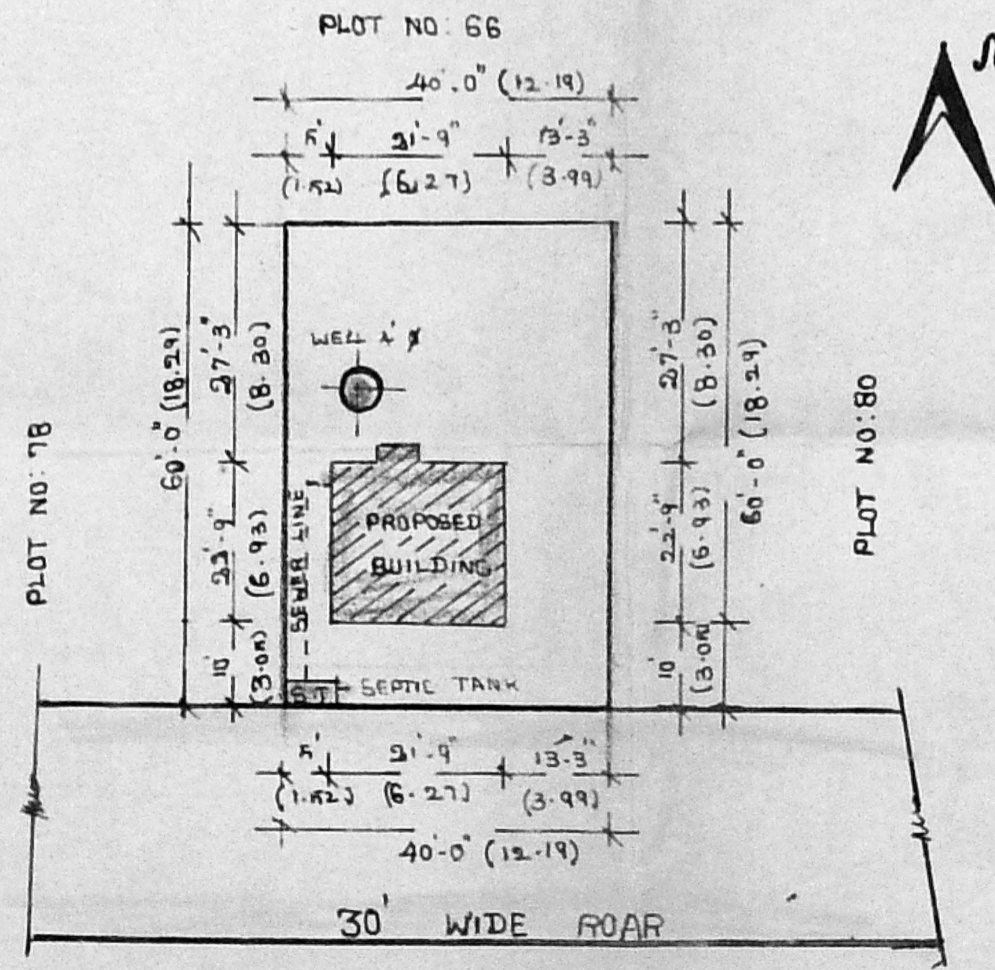 PLOT NO: 66
40'-0" (12.19)
5' 21'-9" 13'-3"
(1.52) (6.27) (3.99)
PLOT NO: 78
60'-0" (18.29)
27'-3" (8.30)
22'-9" (6.93)
10'
WELL 4' Ø
SEWER LINE
PROPOSED
BUILDING
S.T.
SEPTIC TANK
27'-3" (8.30)
22'-9" (6.93)
10'
60'-0" (18.29)
PLOT NO: 80
5' 21'-9" 13'-3"
(1.52) (6.27) (3.99)
40'-0" (12.19)
30' WIDE ROAR